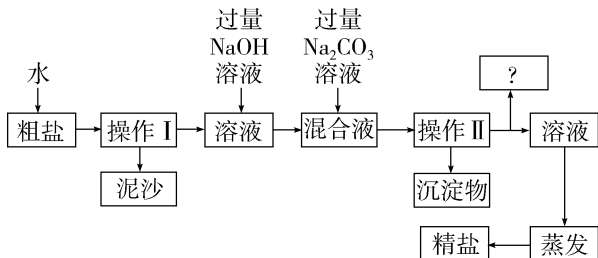 过量
NaOH
溶液
过量
Na₂CO₃
溶液
水
?
粗盐
操作Ⅰ
溶液
混合液
操作Ⅱ
溶液
泥沙
沉淀物
精盐
蒸发